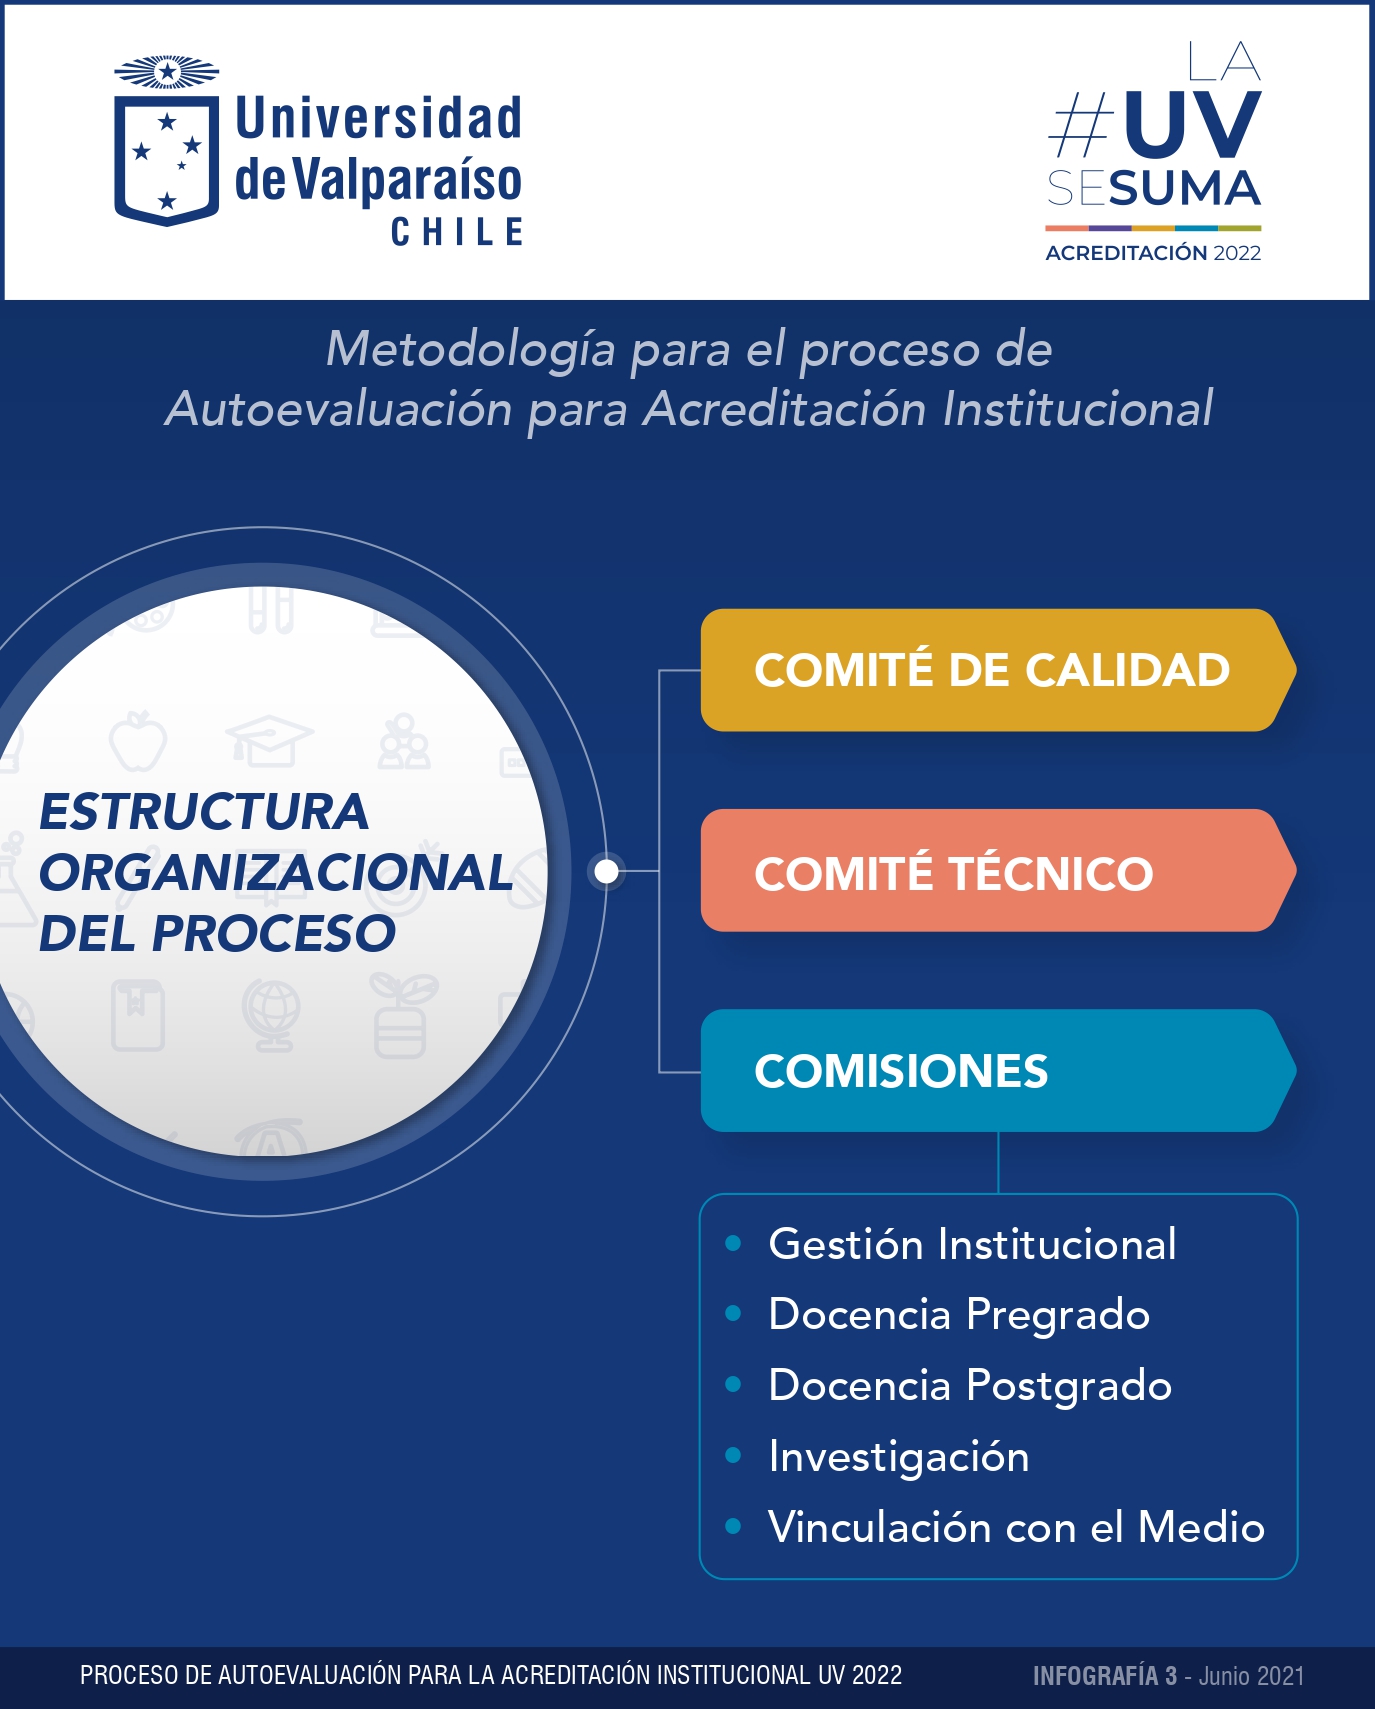 Universidad
de Valparaíso
CHILE
LA
#UV
SESUMA
ACREDITACIÓN 2022
Metodología para el proceso de
Autoevaluación para Acreditación Institucional
ESTRUCTURA
ORGANIZACIONAL
DEL PROCESO
COMITÉ DE CALIDAD
COMITÉ TÉCNICO
COMISIONES
• Gestión Institucional
• Docencia Pregrado
• Docencia Postgrado
• Investigación
• Vinculación con el Medio
PROCESO DE AUTOEVALUACIÓN PARA LA ACREDITACIÓN INSTITUCIONAL UV 2022
INFOGRAFÍA 3 - Junio 2021